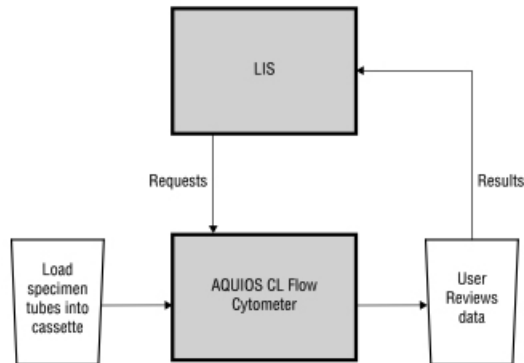 LIS
Requests
Results
Load
specimen
tubes into
cassette
AQUIOS CL Flow
Cytometer
User
Reviews
data